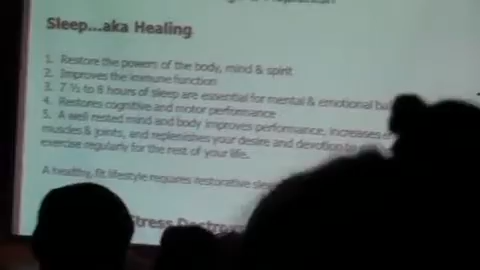 Sleep...aka Healing
1. Restore the powers of the body, mind & spirit
2. Improves the immune function
3. 7 ½ to 8 hours of sleep are essential for mental & emotional
4. Restores cognitive and motor performance
5. A well rested mind and body improves performance, increases
muscles & joints, and replenishes your desire and devotion to
exercise regularly for the rest of your life.
A healthy, fit lifestyle requires restorative
Stress